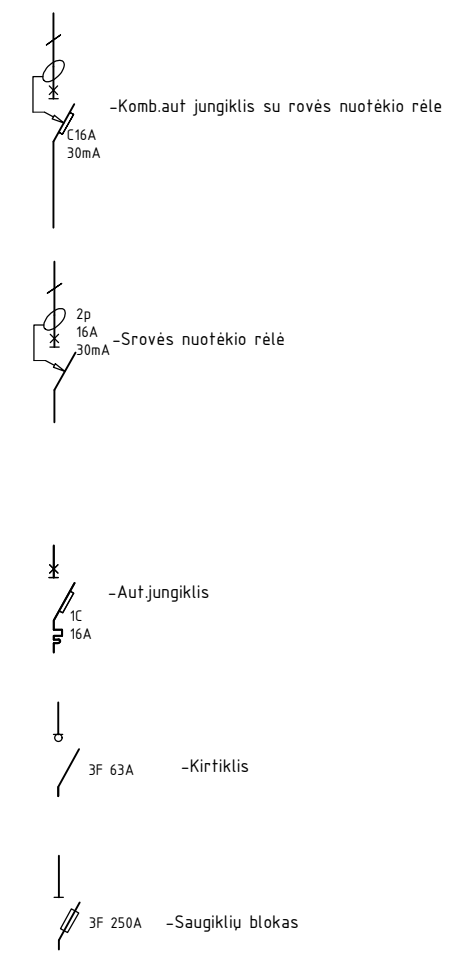 -Komb.aut jungiklis su rovės nuotėkio rėle
C16A
30mA
2p
16A
30mA
-Srovės nuotėkio rėlė
-Aut.jungiklis
1C
16A
3F 63A
-Kirtiklis
3F 250A
-Saugiklių blokas